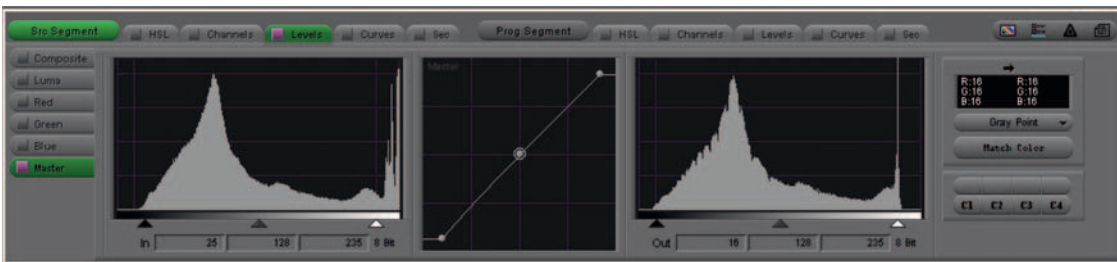 Src Segment HSL Channels Levels Curves Sec Prog Segment HSL Channels Levels Curves Sec
Composite
Luma
Red
Green
Blue
Master
Master
R:16 R:16
G:16 G:16
B:16 B:16
Gray Point
Match Color
C1 C2 C3 C4
In 25 128 235 8 Bit
Out 16 128 235 8 Bit